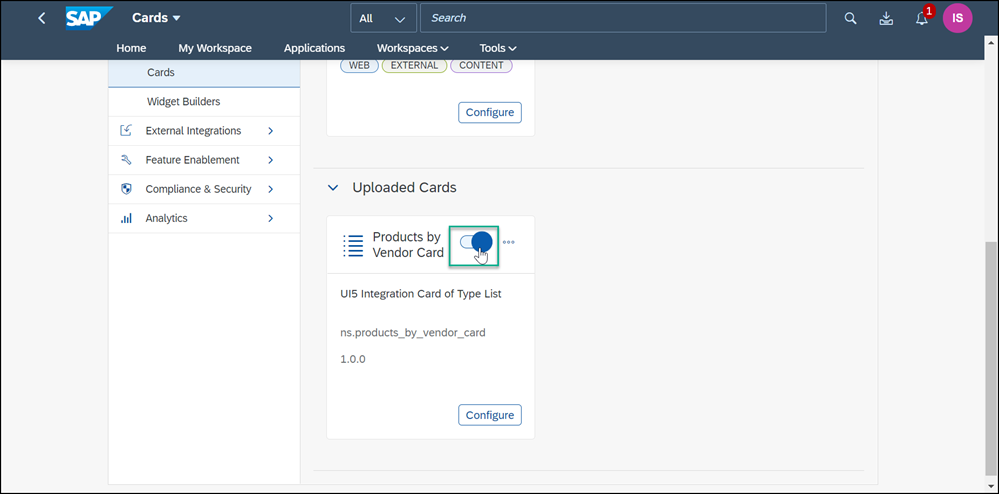 SAP Cards All Search 1 IS
Home My Workspace Applications Workspaces Tools
Cards
Widget Builders
External Integrations
Feature Enablement
Compliance & Security
Analytics
WEB EXTERNAL CONTENT
Configure
Uploaded Cards
Products by
Vendor Card
UI5 Integration Card of Type List
ns.products_by_vendor_card
1.0.0
Configure